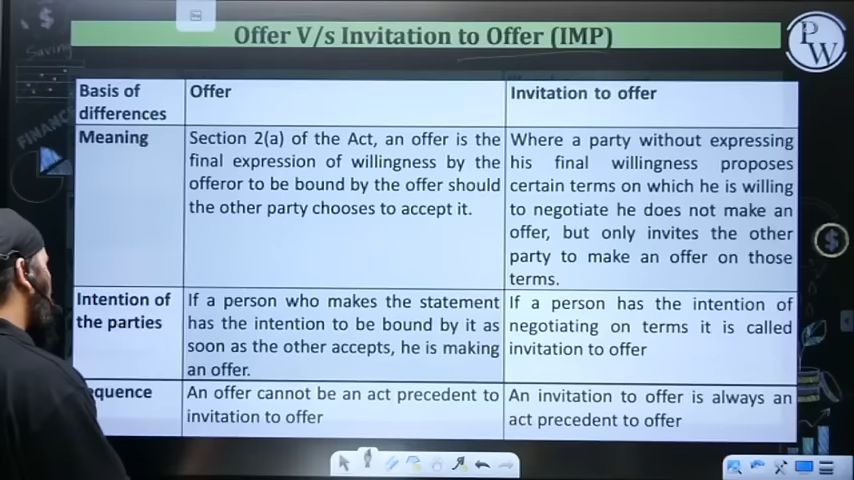 Offer V/s Invitation to Offer (IMP)
P
W
Saving
FINANCE
Basis of differences
Offer
Invitation to offer
Meaning
Section 2(a) of the Act, an offer is the
final expression of willingness by the
offeror to be bound by the offer should
the other party chooses to accept it.
Where a party without expressing
his final willingness proposes
certain terms on which he is willing
to negotiate he does not make an
offer, but only invites the other
party to make an offer on those
terms.
Intention of
the parties
If a person who makes the statement
has the intention to be bound by it as
soon as the other accepts, he is making
an offer.
If a person has the intention of
negotiating on terms it is called
invitation to offer
equence
An offer cannot be an act precedent to
invitation to offer
An invitation to offer is always an
act precedent to offer